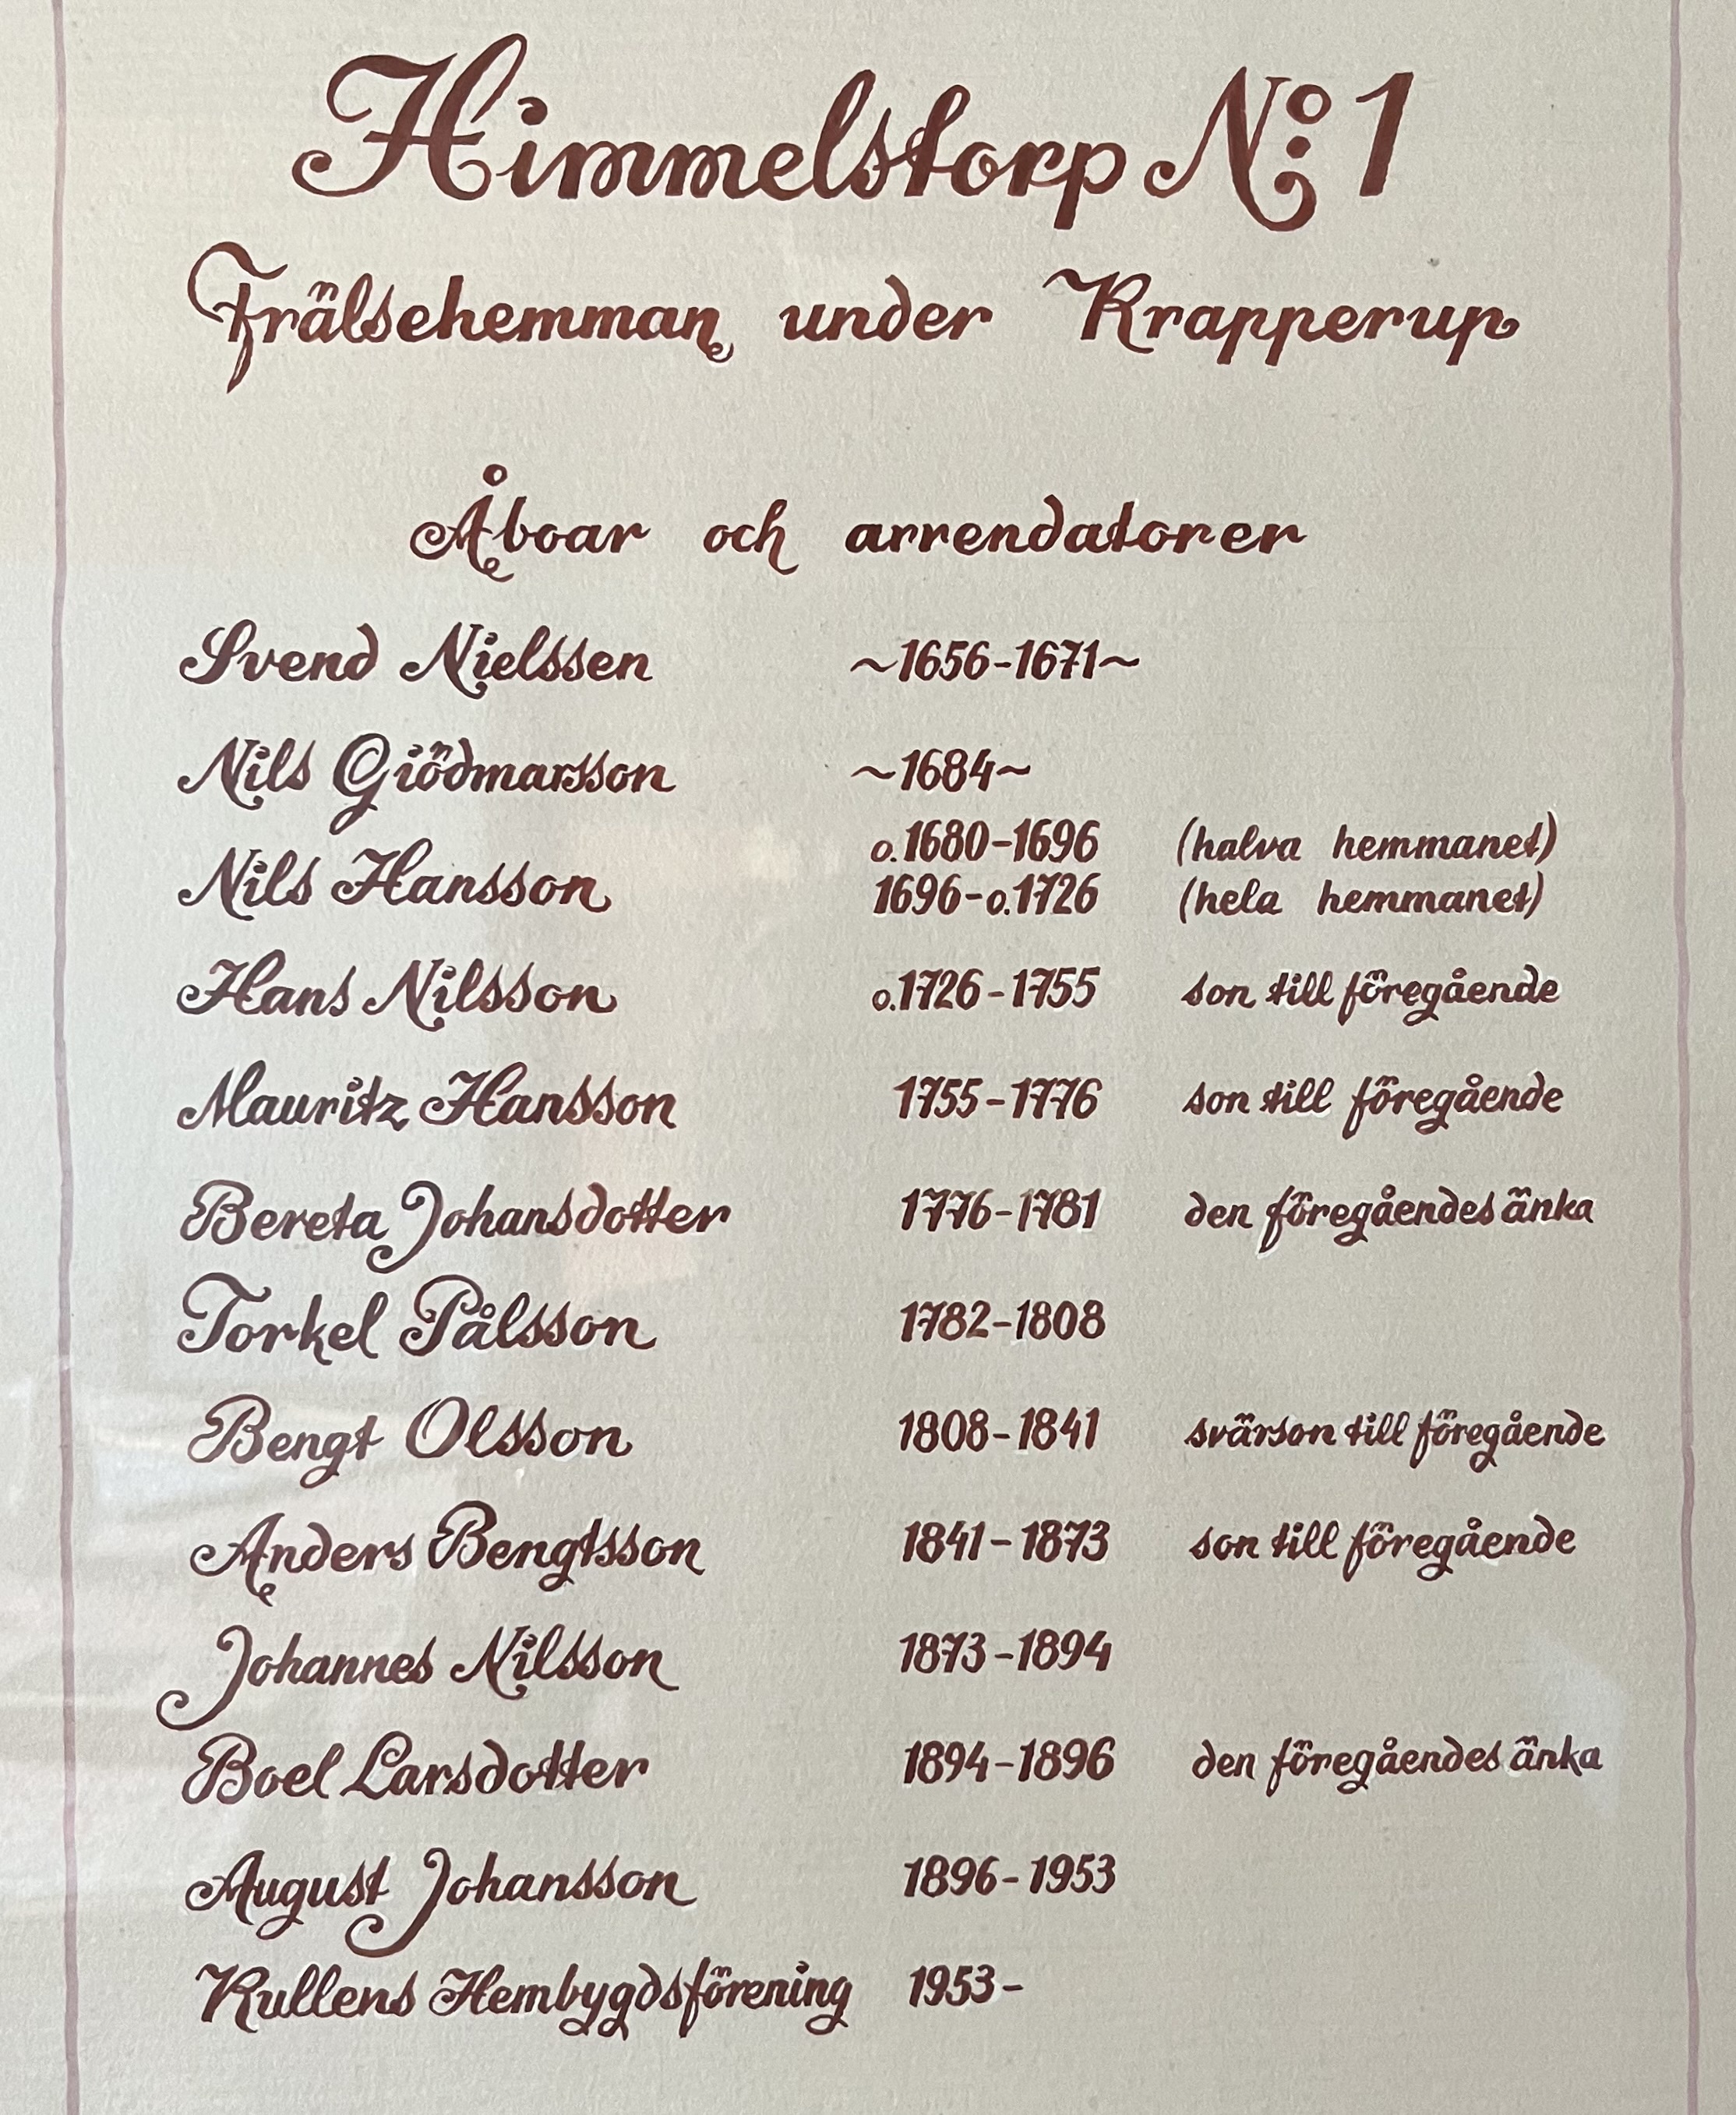 Himmelstorp No: 1
Frälsehemman under Krapperup
Åboar och arrendatorer
Svend Nielssen ~1656-1671~
Nils Giödmarsson ~1684~
Nils Hansson o.1680-1696 (halva hemmanet)
1696-o.1726 (hela hemmanet)
Hans Nilsson o.1726-1755 son till föregående
Mauritz Hansson 1755-1776 son till föregående
Bereta Johansdotter 1776-1781 den föregåendes änka
Torkel Pålsson 1782-1808
Bengt Olsson 1808-1841 svärson till föregående
Anders Bengtsson 1841-1873 son till föregående
Johannes Nilsson 1873-1894
Boel Larsdotter 1894-1896 den föregåendes änka
August Johansson 1896-1953
Kullens Hembygdsförening 1953-